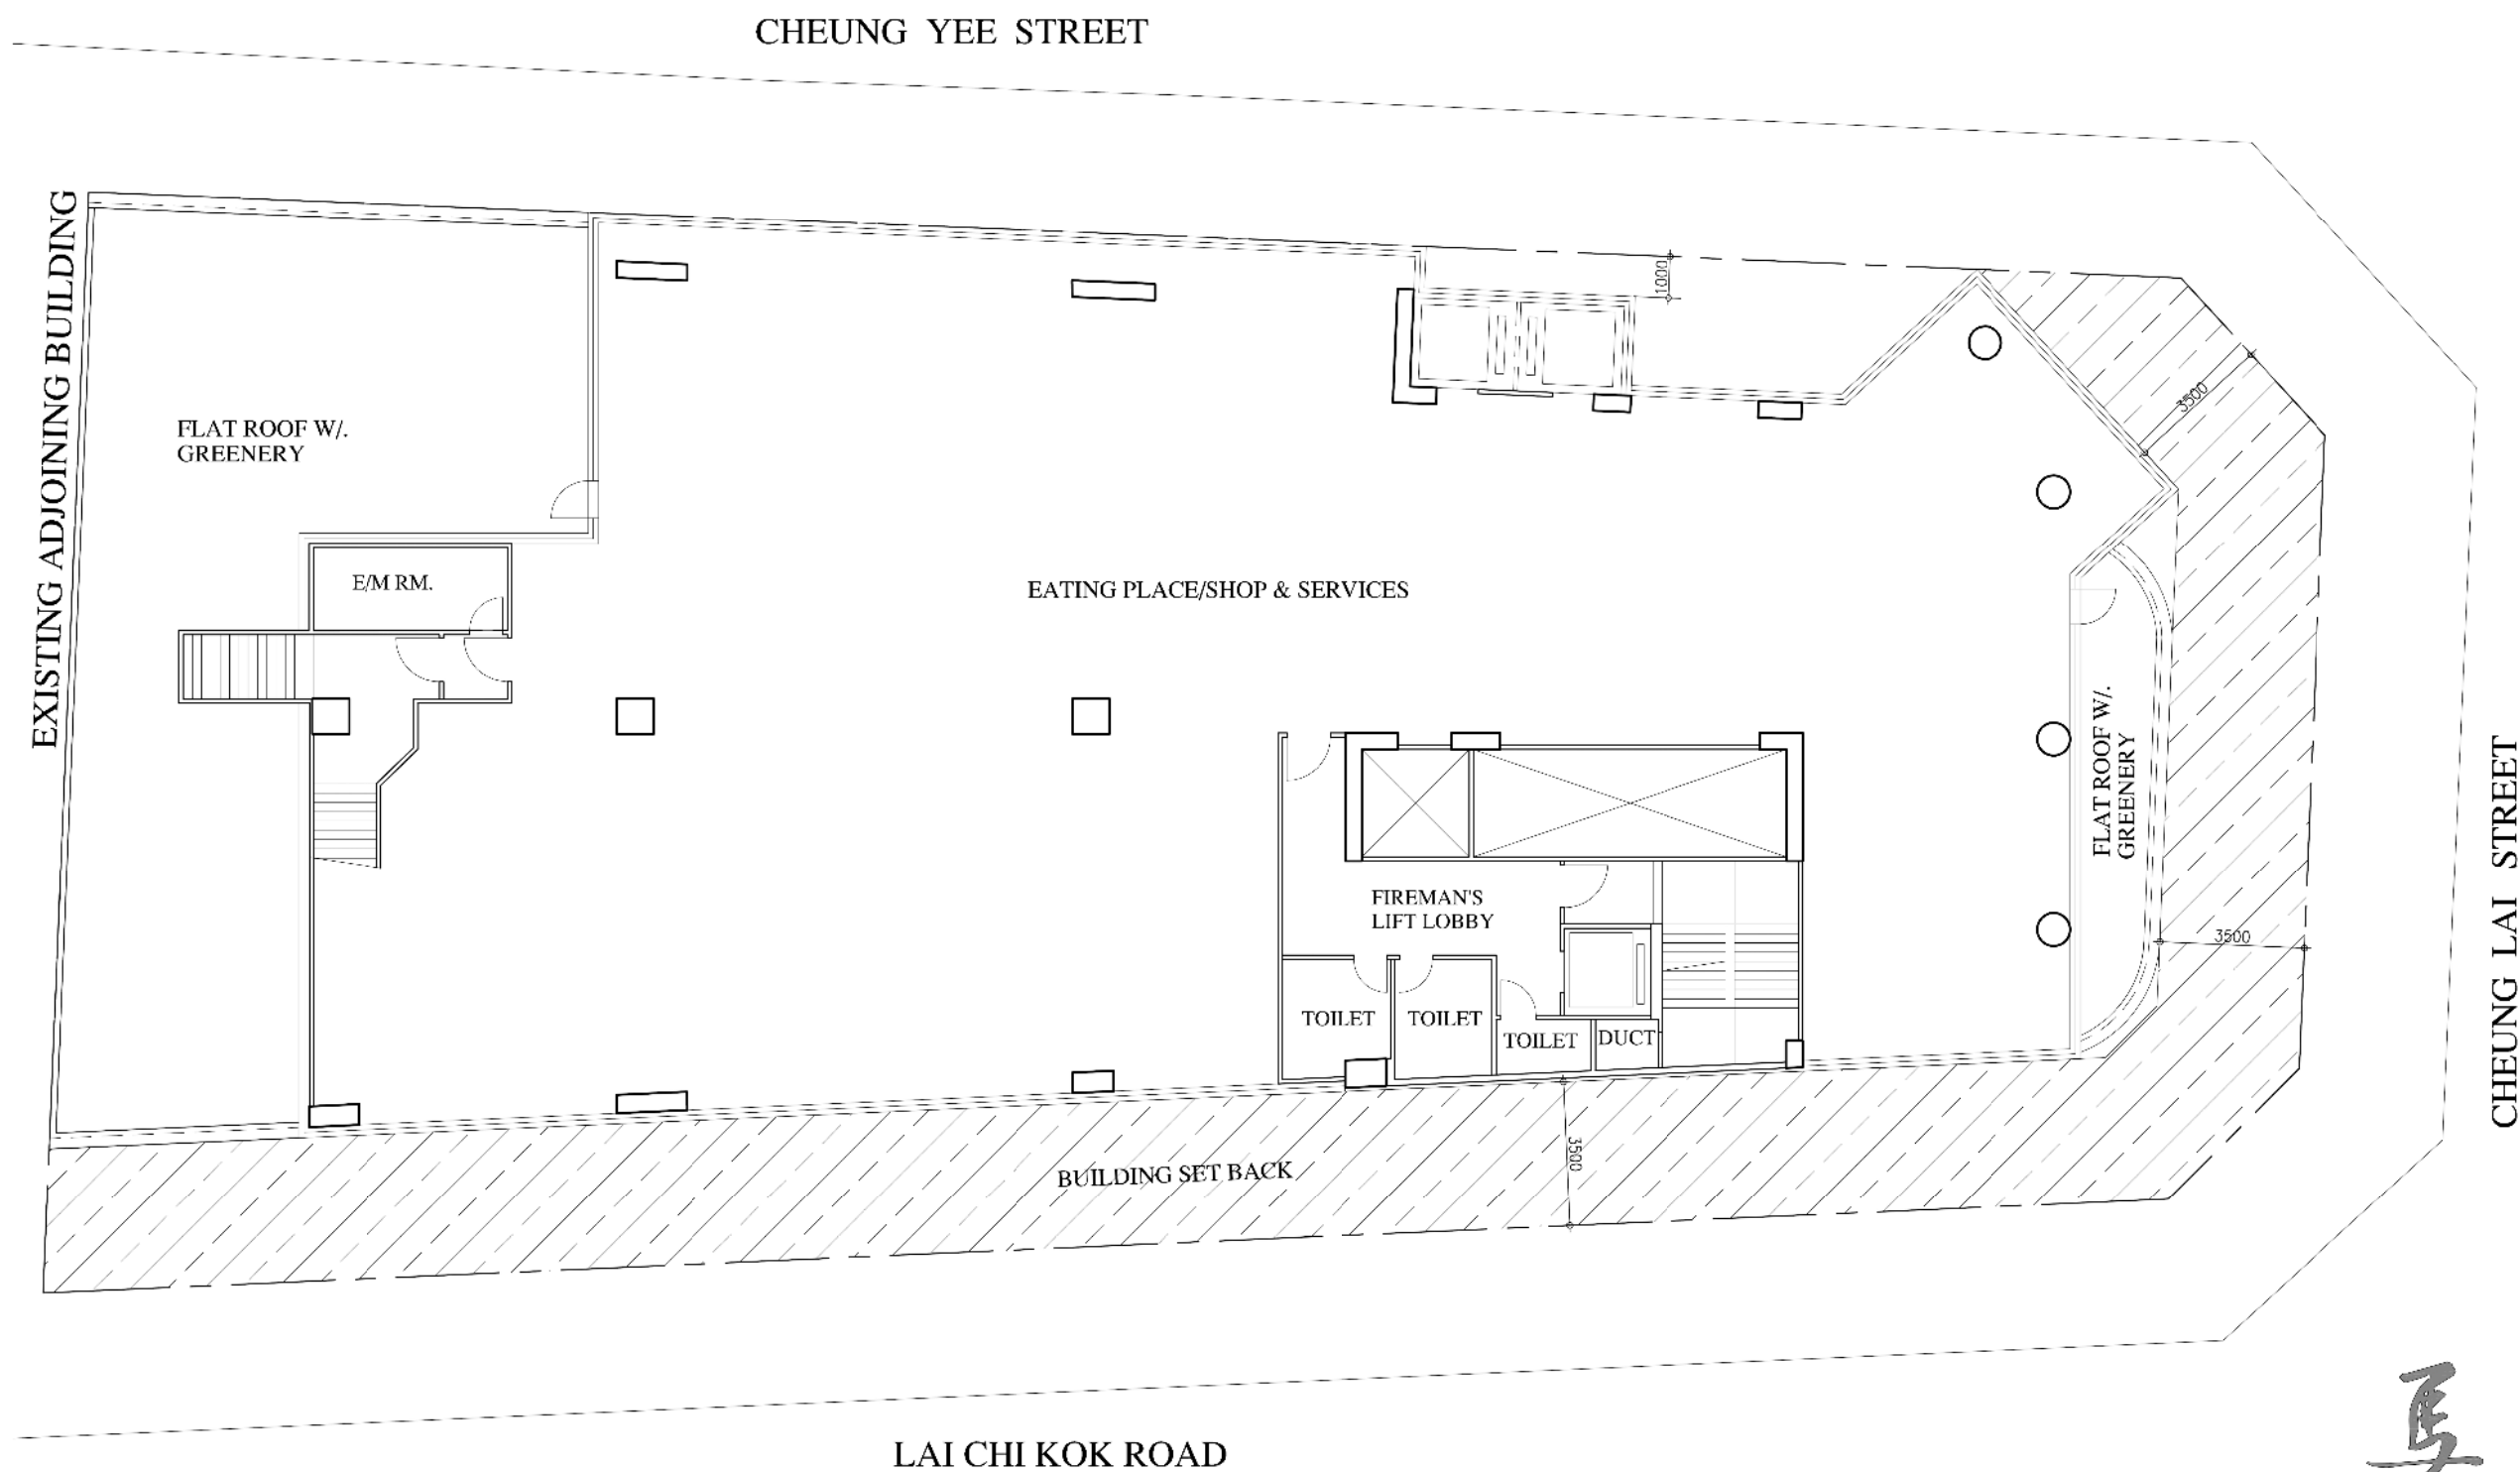 CHEUNG YEE STREET
EXISTING ADJOINING BUILDING
1000
3500
FLAT ROOF W/.
GREENERY
E/M RM.
EATING PLACE/SHOP & SERVICES
FLAT ROOF W/.
GREENERY
CHEUNG LAI STREET
FIREMAN'S
LIFT LOBBY
3500
TOILET
TOILET
TOILET
DUCT
3500
BUILDING SET BACK
LAI CHI KOK ROAD